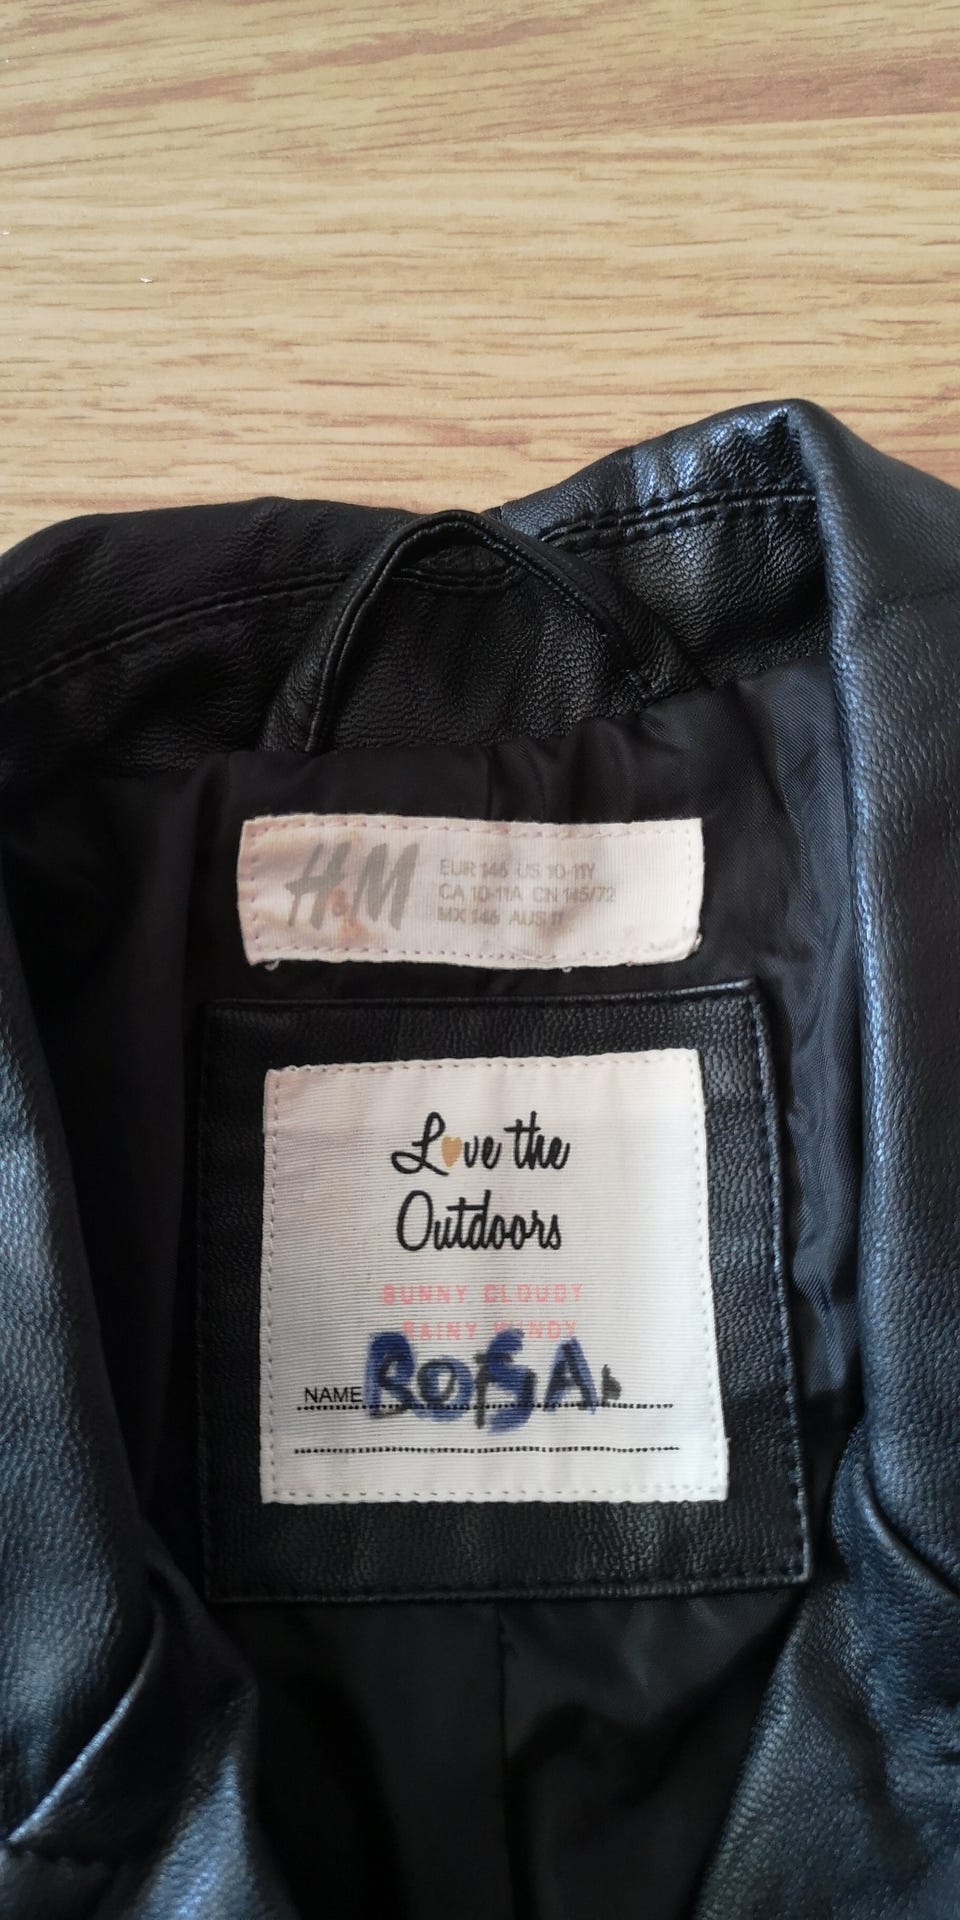 H&M
EUR 146 US 10-11Y
CA 10-11A CN 145/72
MX 146 AUS 11
Love the
Outdoors
SUNNY CLOUDY
RAINY WINDY
NAME ROSA